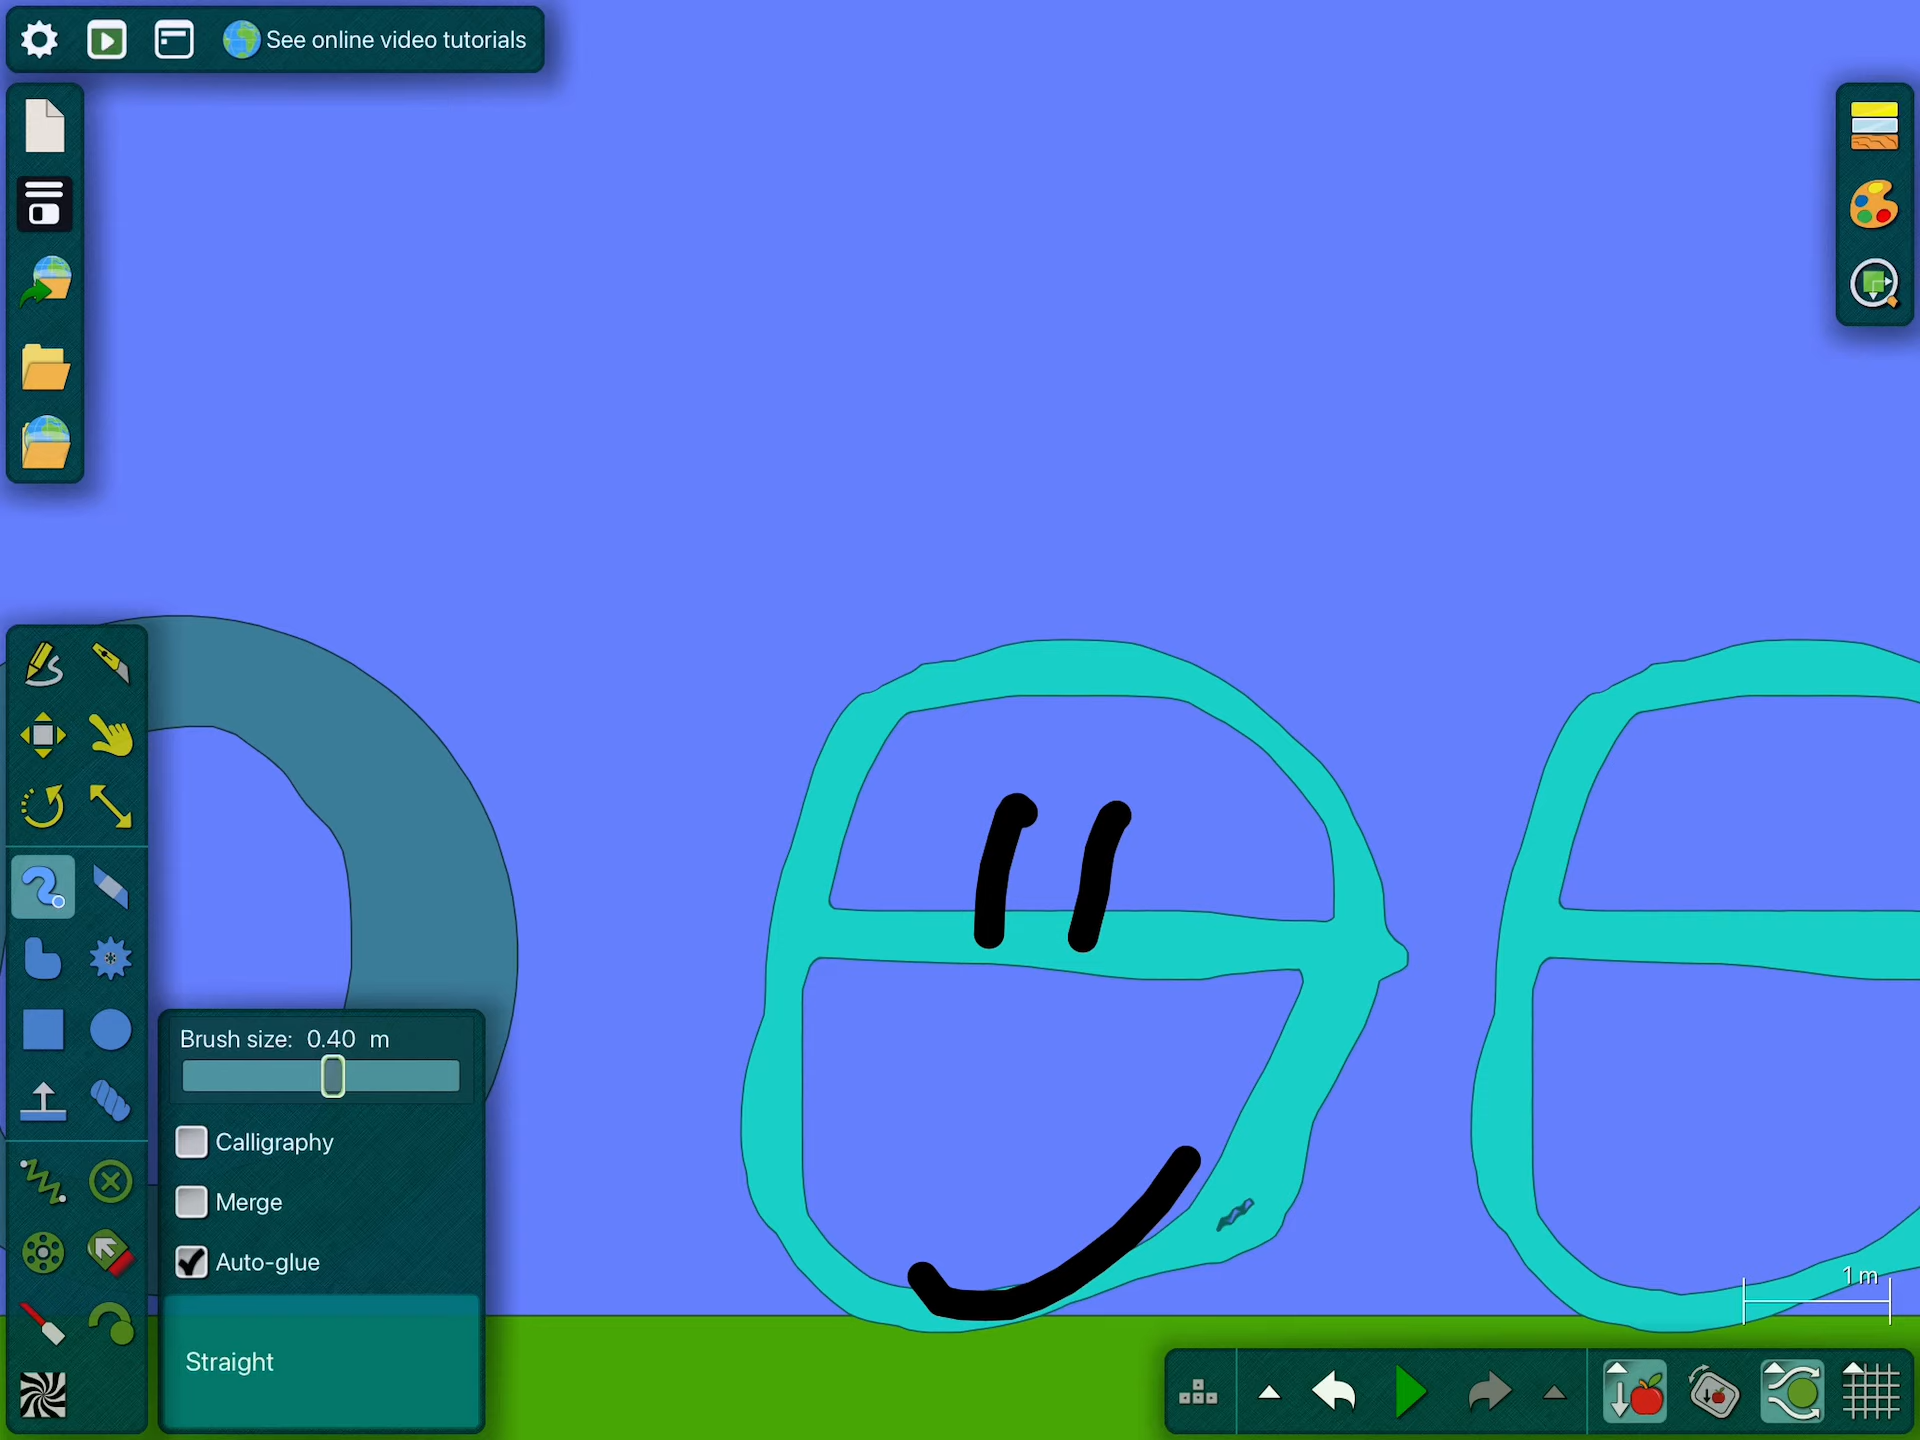 See online video tutorials
Brush size: 0.40 m
Calligraphy
Merge
Auto-glue
Straight
1 m